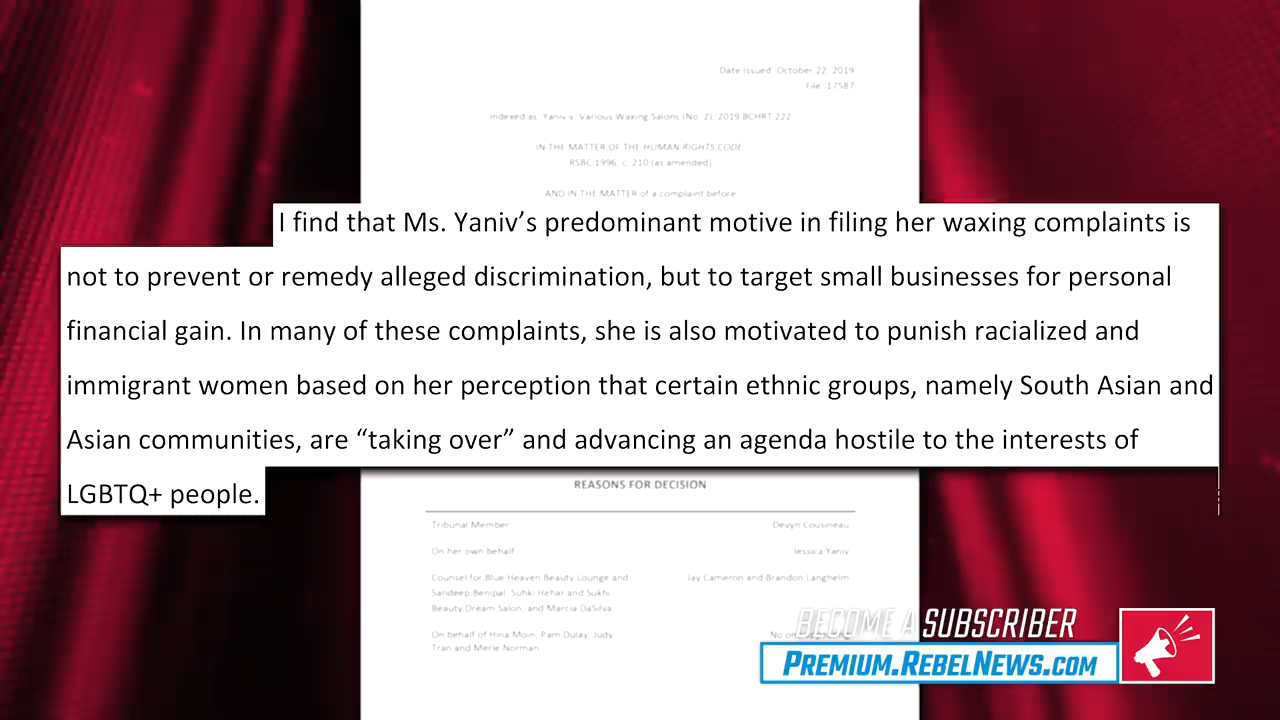 Date Issued: October 22, 2019
File: 17587
Indexed as: Yaniv v. Various Waxing Salons (No. 2), 2019 BCHRT 222
IN THE MATTER OF THE HUMAN RIGHTS CODE,
RSBC 1996, c. 210 (as amended)
AND IN THE MATTER of a complaint before
I find that Ms. Yaniv’s predominant motive in filing her waxing complaints is
not to prevent or remedy alleged discrimination, but to target small businesses for personal
financial gain. In many of these complaints, she is also motivated to punish racialized and
immigrant women based on her perception that certain ethnic groups, namely South Asian and
Asian communities, are “taking over” and advancing an agenda hostile to the interests of
LGBTQ+ people.
REASONS FOR DECISION
Tribunal Member: Devyn Cousineau
On her own behalf: Jessica Yaniv
Counsel for Blue Heaven Beauty Lounge and Jay Cameron and Brandon Langhelm
Sandeep Benipal, Suhki Hehar and Sukhi
Beauty Dream Salon, and Marcia DaSilva
On behalf of Hina Moin, Pam Dulay, Judy No
Tran and Merle Norman
BECOME A SUBSCRIBER
PREMIUM.REBELNEWS.COM